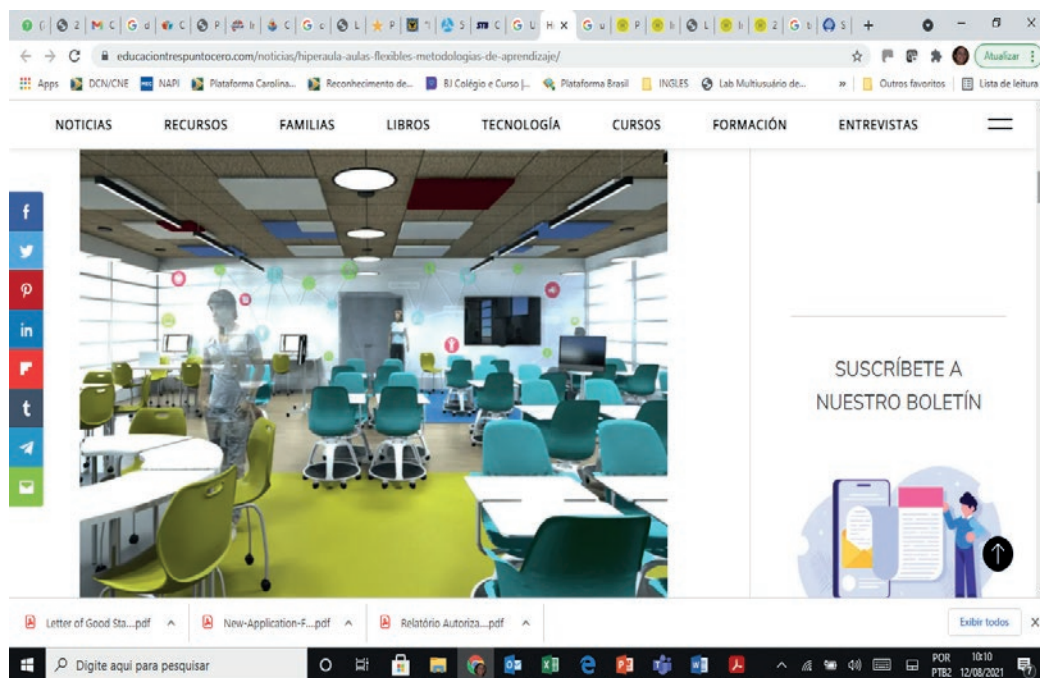 educaciontrespuntocero.com/noticias/hiperaula-aulas-flexibles-metodologias-de-aprendizaje/
Atualizar
Apps DCN/CNE NAPI Plataforma Carolina... Reconhecimento de... BJ Colégio e Curso |... Plataforma Brasil INGLES Lab Multiusuário do... » Outros favoritos Lista de leitura
NOTICIAS RECURSOS FAMILIAS LIBROS TECNOLOGÍA CURSOS FORMACIÓN ENTREVISTAS
SUSCRÍBETE A
NUESTRO BOLETÍN
Letter of Good Sta....pdf New-Application-F....pdf Relatório Autoriza....pdf Exibir todos X
Digite aqui para pesquisar
POR 10:10
PTB2 12/08/2021